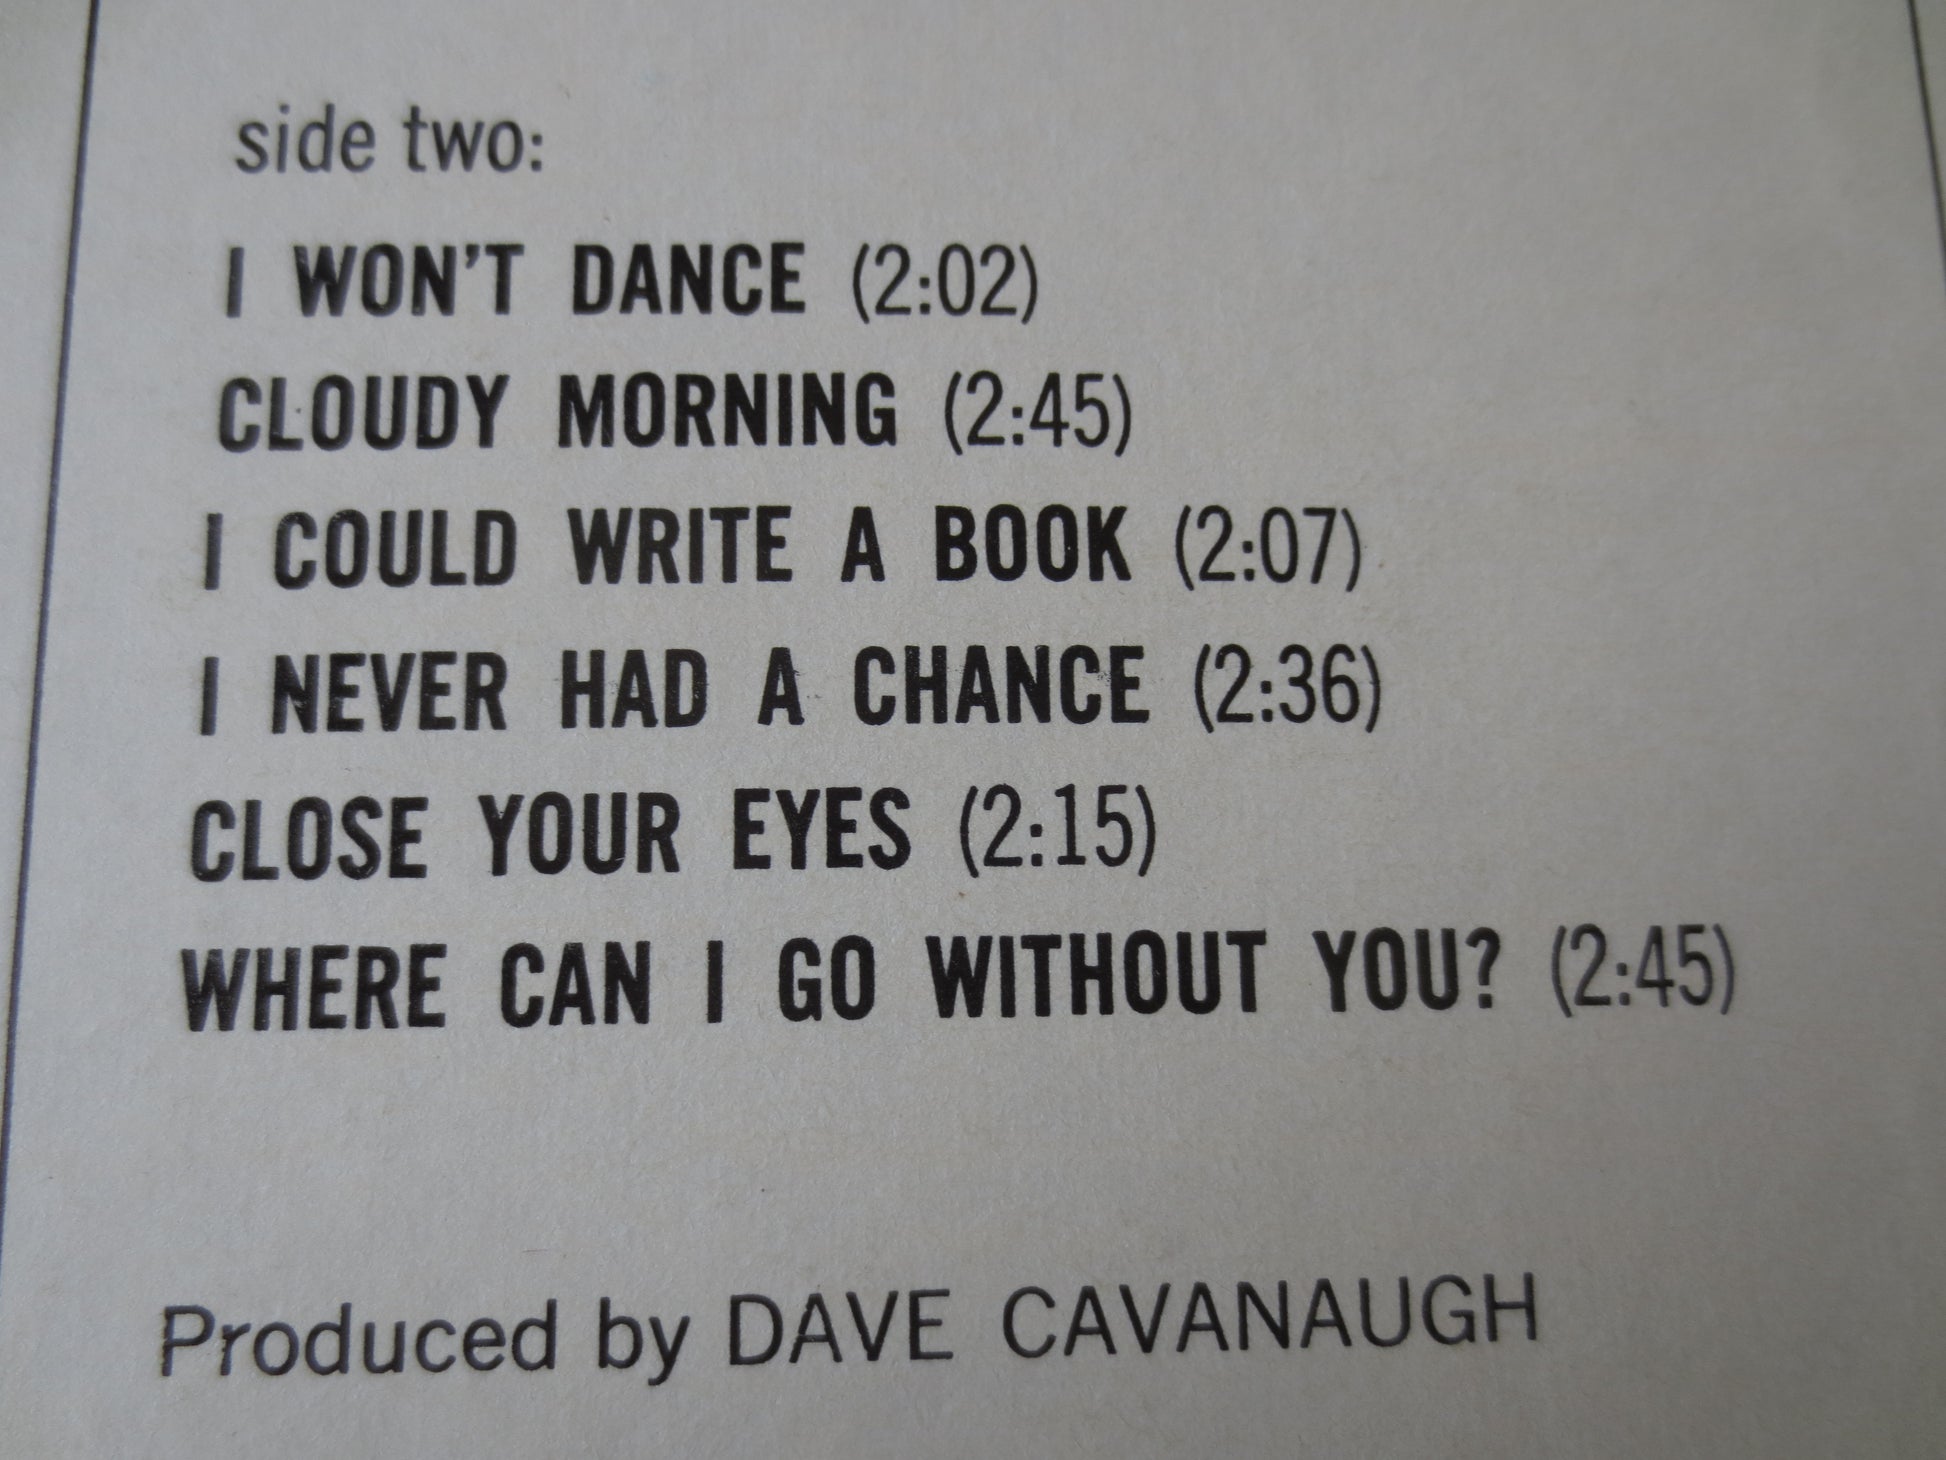 side two:
I WON'T DANCE (2:02)
CLOUDY MORNING (2:45)
I COULD WRITE A BOOK (2:07)
I NEVER HAD A CHANCE (2:36)
CLOSE YOUR EYES (2:15)
WHERE CAN I GO WITHOUT YOU? (2:45)
Produced by DAVE CAVANAUGH